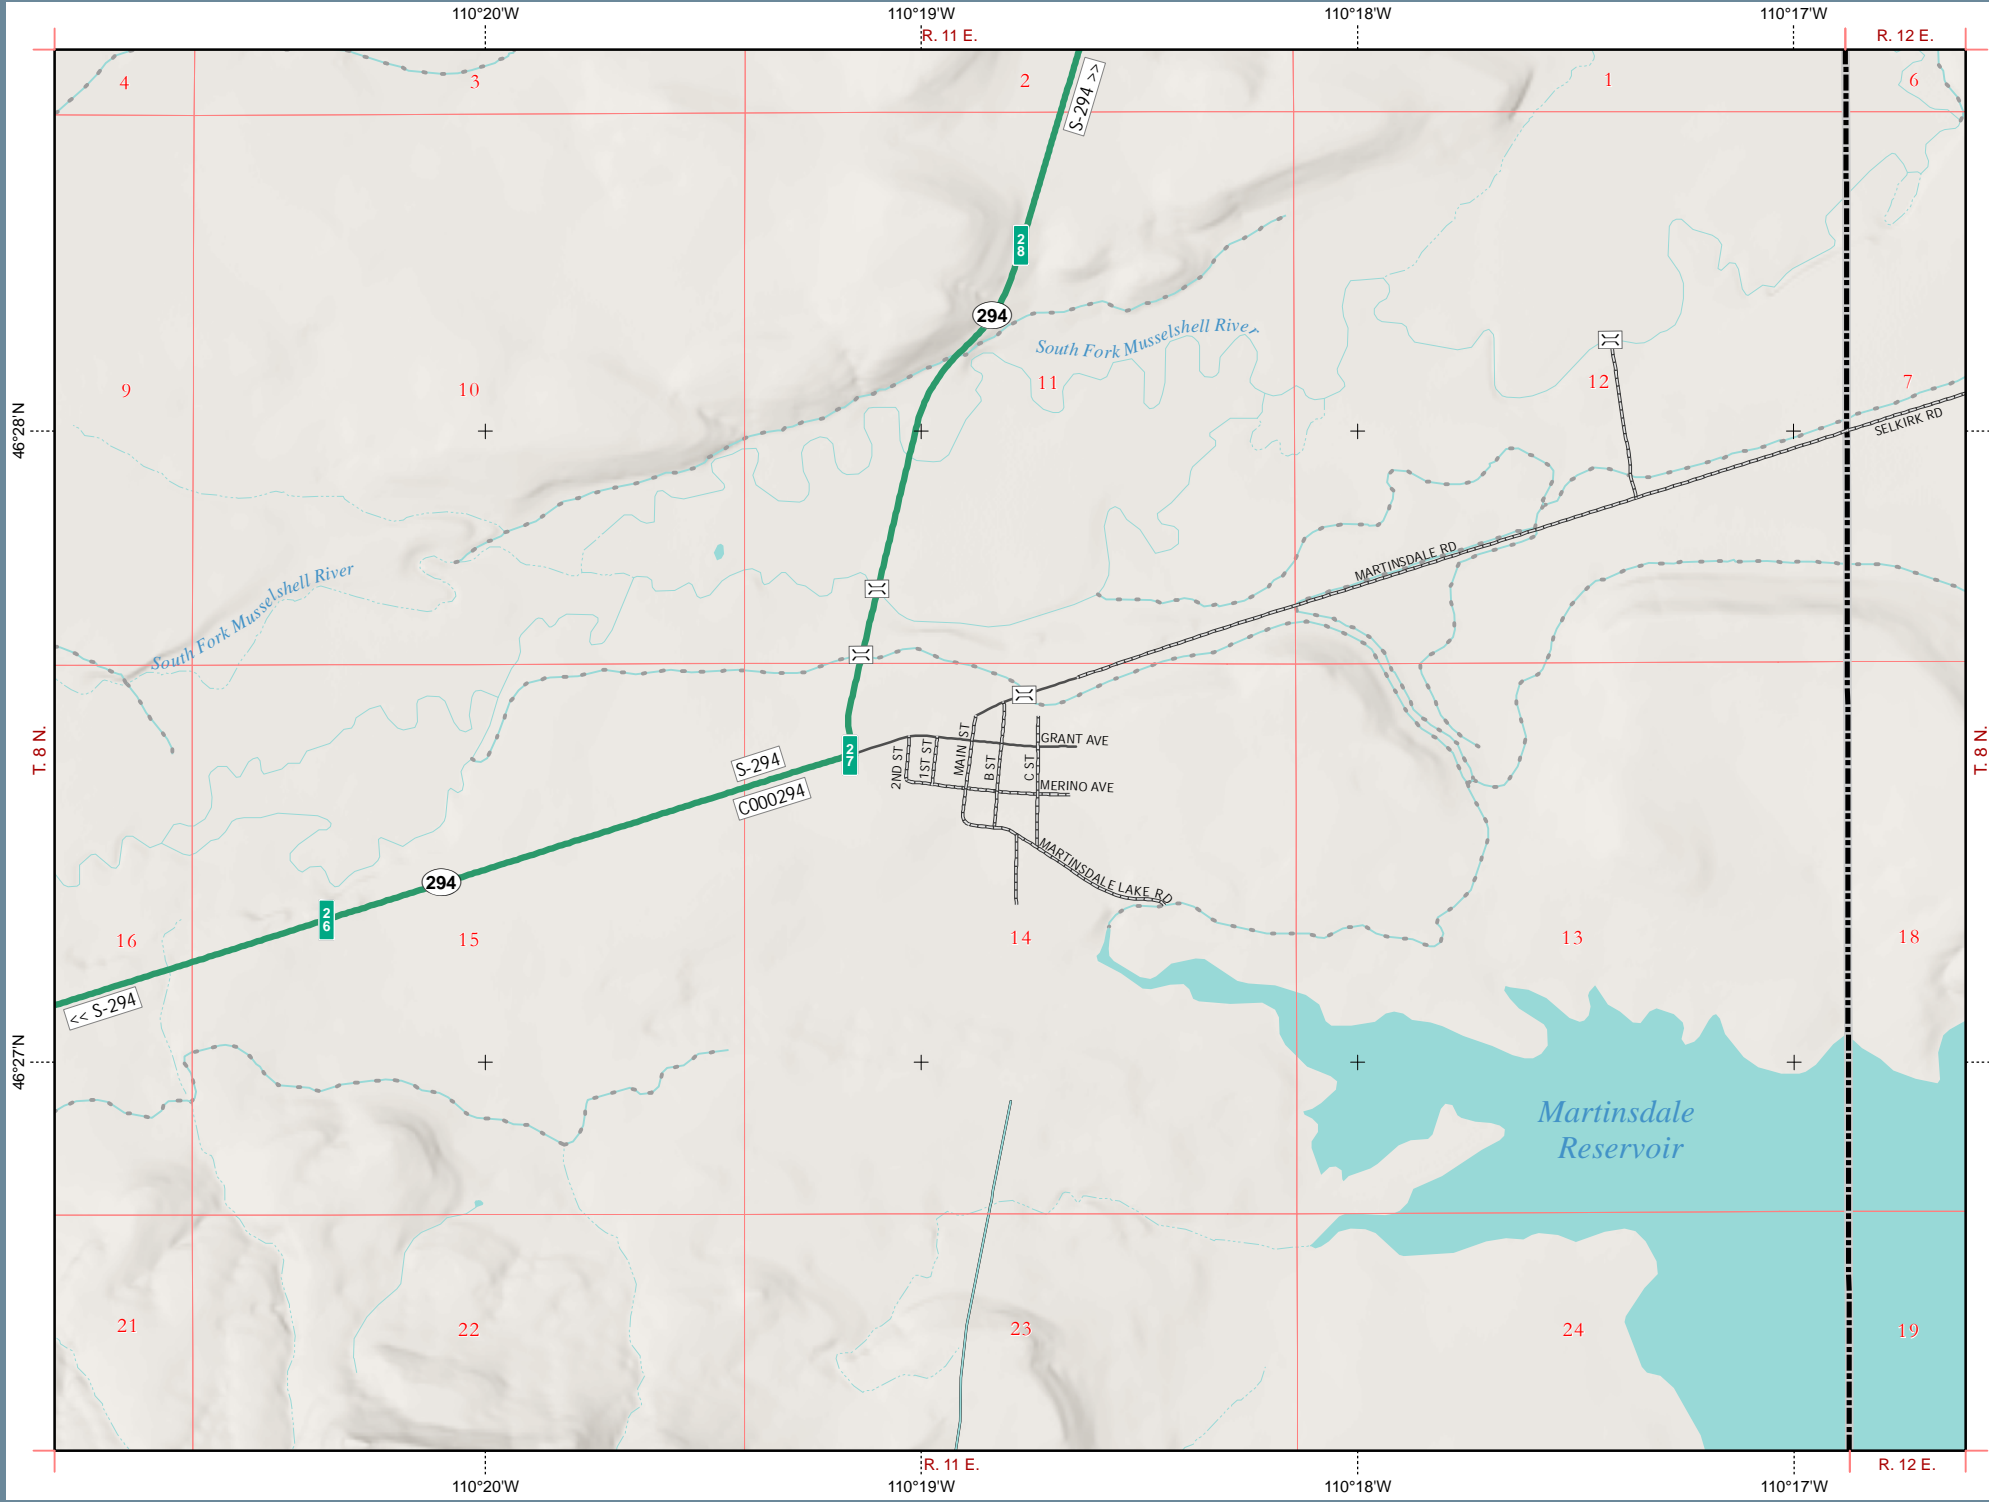 110°20'W
110°19'W
110°18'W
110°17'W
R. 11 E.
R. 12 E.
4
3
2
1
6
S-294 >>
28
294
South Fork Musselshell River
9
10
11
12
7
46°28'N
SELKIRK RD
MARTINSDALE RD
South Fork Musselshell River
T. 8 N.
T. 8 N.
S-294
C000294
27
2ND ST
1ST ST
MAIN ST
B ST
C ST
GRANT AVE
MERINO AVE
MARTINSDALE LAKE RD
294
26
<< S-294
16
15
14
13
18
46°27'N
Martinsdale
Reservoir
21
22
23
24
19
R. 11 E.
R. 12 E.
110°20'W
110°19'W
110°18'W
110°17'W